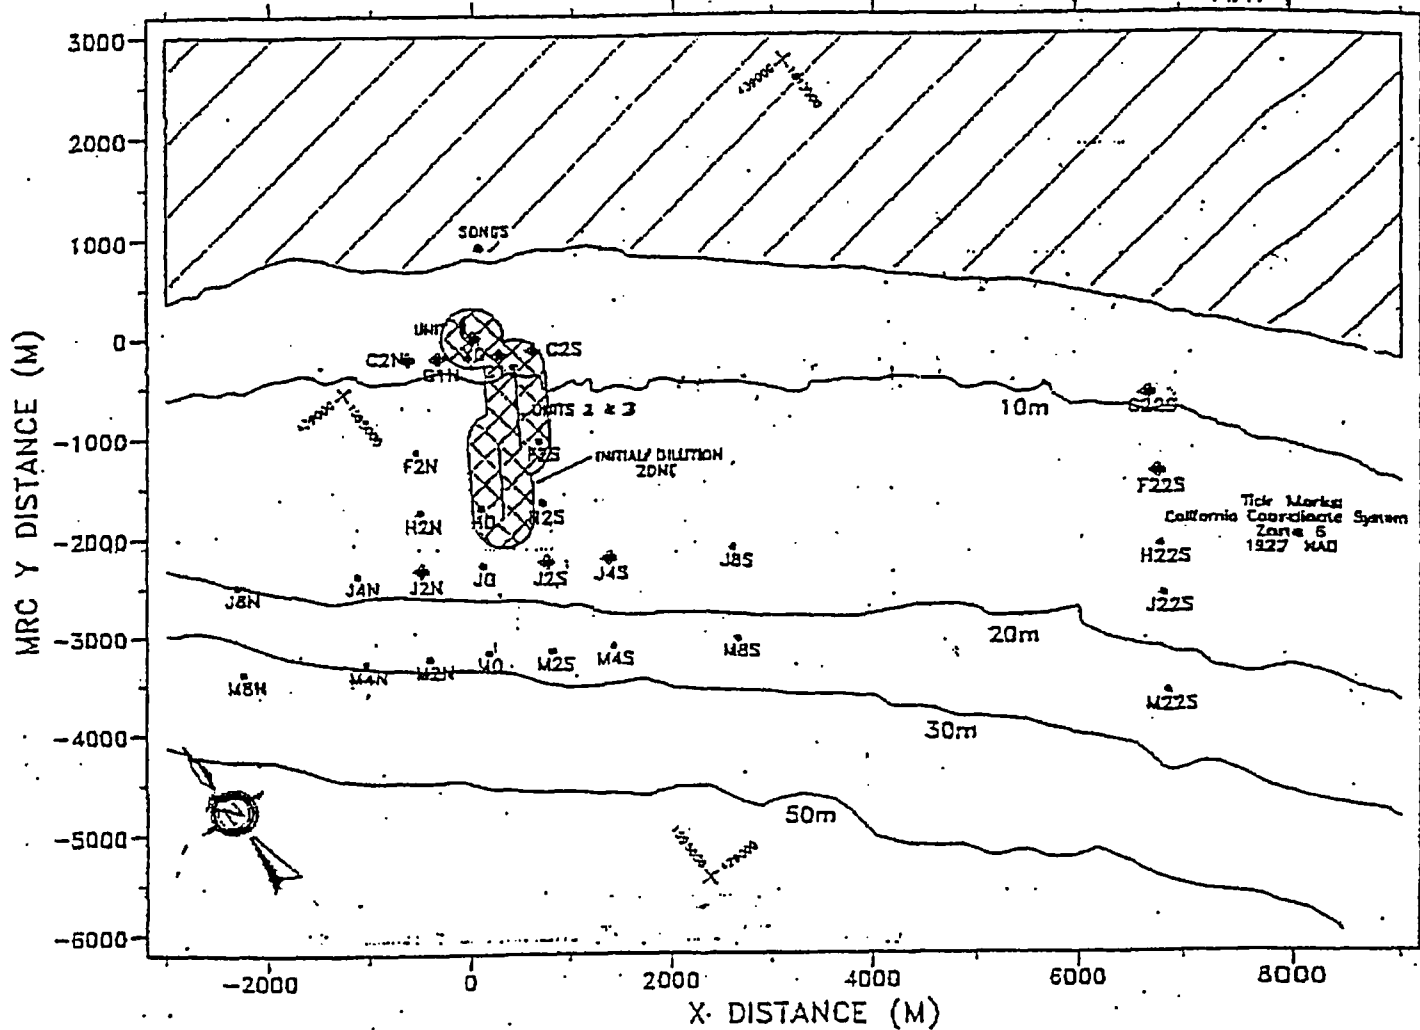 3000
2000
1000
0
-1000
-2000
-3000
-4000
-5000
-6000
MRC Y DISTANCE (M)
SONGS
C2N
C1N
C2S
UNITS 2 & 3
10m
F2N
F2S
INITIAL DILUTION
ZONE
F22S
Tick Marks:
California Coordinate System
Zone 6
1927 NAD
H2N
H0
H2S
H22S
J8N
J4N
J2N
J0
J2S
J4S
J8S
J22S
20m
M8N
M4N
M2N
M0
M2S
M4S
M8S
M22S
30m
50m
N
-2000
0
2000
4000
6000
8000
X DISTANCE (M)